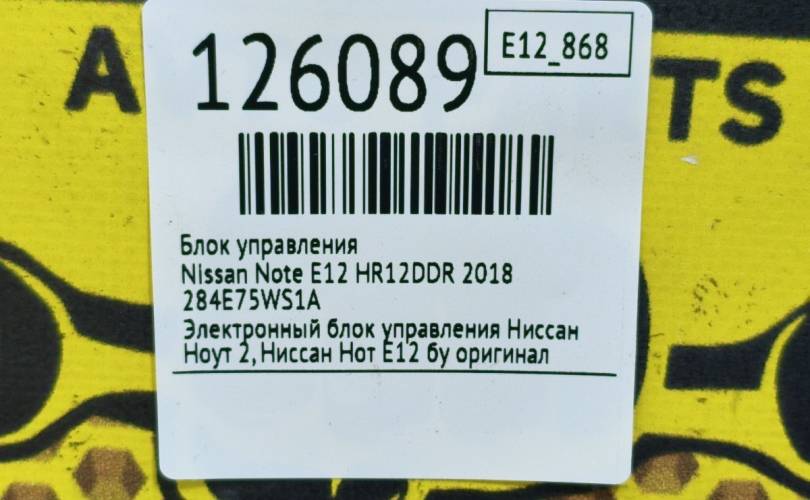 126089
E12_868
Блок управления
Nissan Note E12 HR12DDR 2018
284E75WS1A
Электронный блок управления Ниссан
Ноут 2, Ниссан Нот Е12 бу оригинал